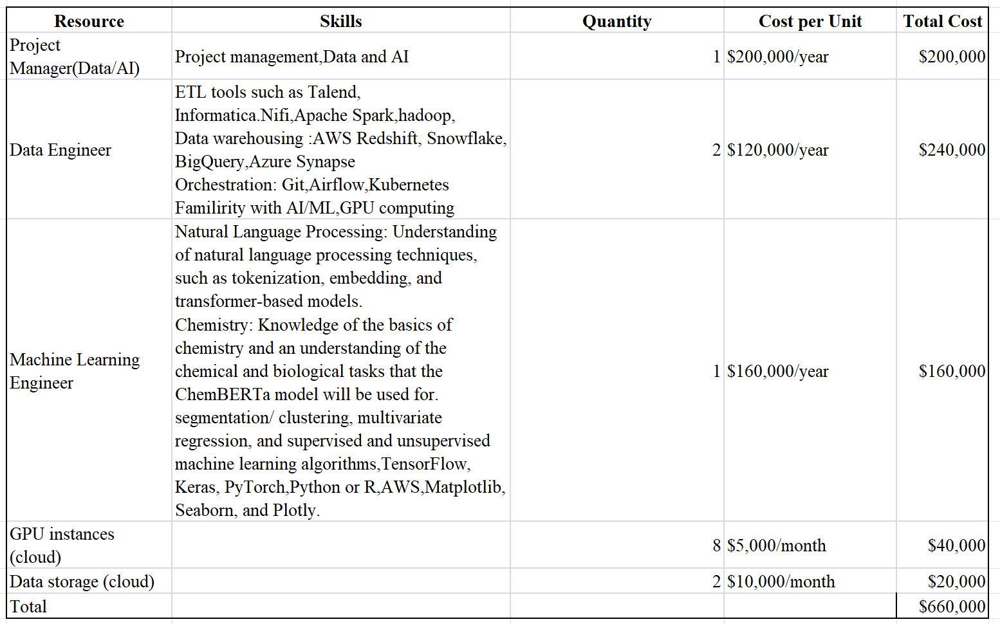 Resource Skills Quantity Cost per Unit Total Cost
Project
Manager(Data/AI)
Project management,Data and AI
1 $200,000/year $200,000
Data Engineer
ETL tools such as Talend,
Informatica.Nifi,Apache Spark,hadoop,
Data warehousing :AWS Redshift, Snowflake,
BigQuery,Azure Synapse
Orchestration: Git,Airflow,Kubernetes
Familirity with AI/ML,GPU computing
2 $120,000/year $240,000
Machine Learning
Engineer
Natural Language Processing: Understanding
of natural language processing techniques,
such as tokenization, embedding, and
transformer-based models.
Chemistry: Knowledge of the basics of
chemistry and an understanding of the
chemical and biological tasks that the
ChemBERTa model will be used for.
segmentation/ clustering, multivariate
regression, and supervised and unsupervised
machine learning algorithms,TensorFlow,
Keras, PyTorch,Python or R,AWS,Matplotlib,
Seaborn, and Plotly.
1 $160,000/year $160,000
GPU instances
(cloud)
8 $5,000/month $40,000
Data storage (cloud) 2 $10,000/month $20,000
Total $660,000